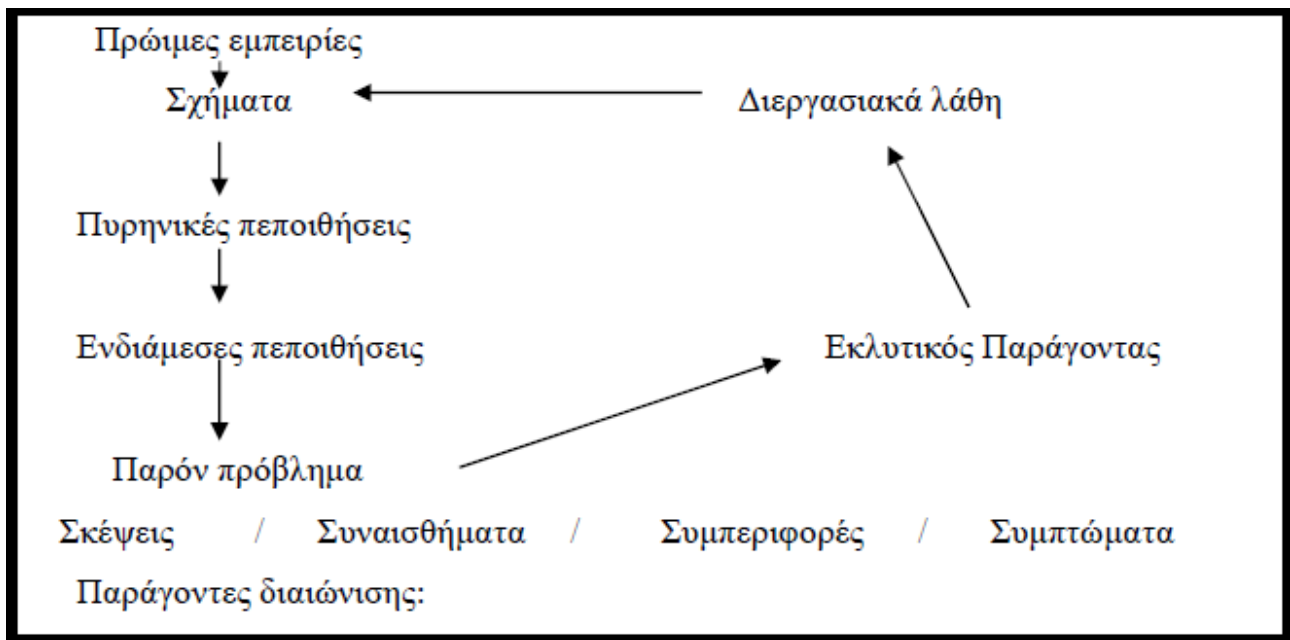 Πρώιμες εμπειρίες
Σχήματα Διεργασιακά λάθη
Πυρηνικές πεποιθήσεις
Ενδιάμεσες πεποιθήσεις Εκλυτικός Παράγοντας
Παρόν πρόβλημα
Σκέψεις / Συναισθήματα / Συμπεριφορές / Συμπτώματα
Παράγοντες διαιώνισης: